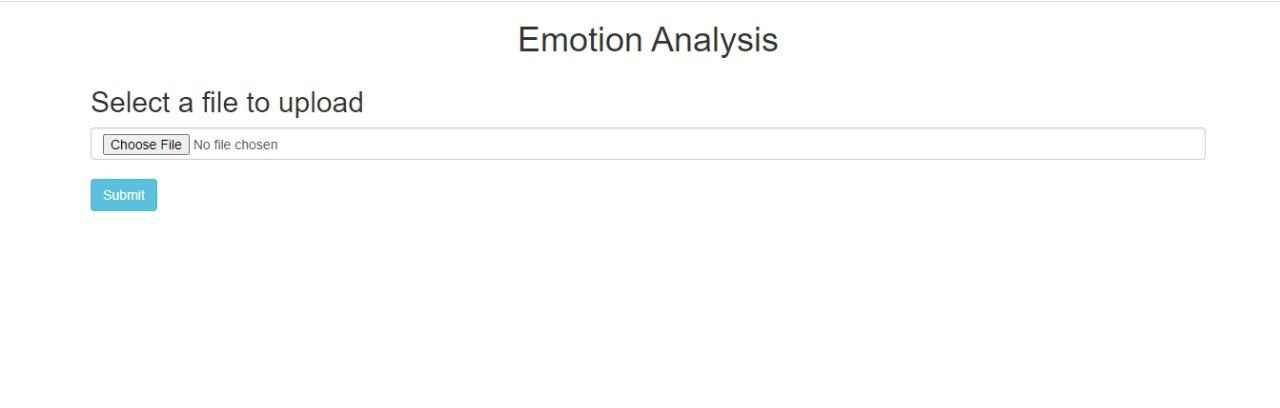 Emotion Analysis
Select a file to upload
Choose File No file chosen
Submit